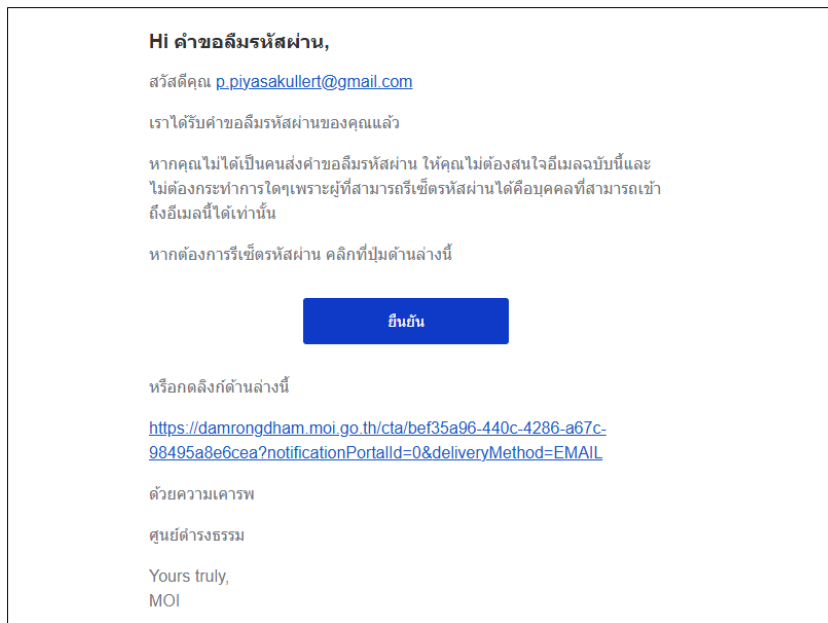 Hi คำขอลืมรหัสผ่าน,
สวัสดีคุณ p.piyasakullert@gmail.com
เราได้รับคำขอลืมรหัสผ่านของคุณแล้ว
หากคุณไม่ได้เป็นคนส่งคำขอลืมรหัสผ่าน ให้คุณไม่ต้องสนใจอีเมลฉบับนี้และ
ไม่ต้องกระทำการใดๆเพราะผู้ที่สามารถรีเซ็ตรหัสผ่านได้คือบุคคลที่สามารถเข้า
ถึงอีเมลนี้ได้เท่านั้น
หากต้องการรีเซ็ตรหัสผ่าน คลิกที่ปุ่มด้านล่างนี้
ยืนยัน
หรือกดลิงก์ด้านล่างนี้
https://damrongdham.moi.go.th/cta/bef35a96-440c-4286-a67c-
98495a8e6cea?notificationPortalId=0&deliveryMethod=EMAIL
ด้วยความเคารพ
ศูนย์ดำรงธรรม
Yours truly,
MOI